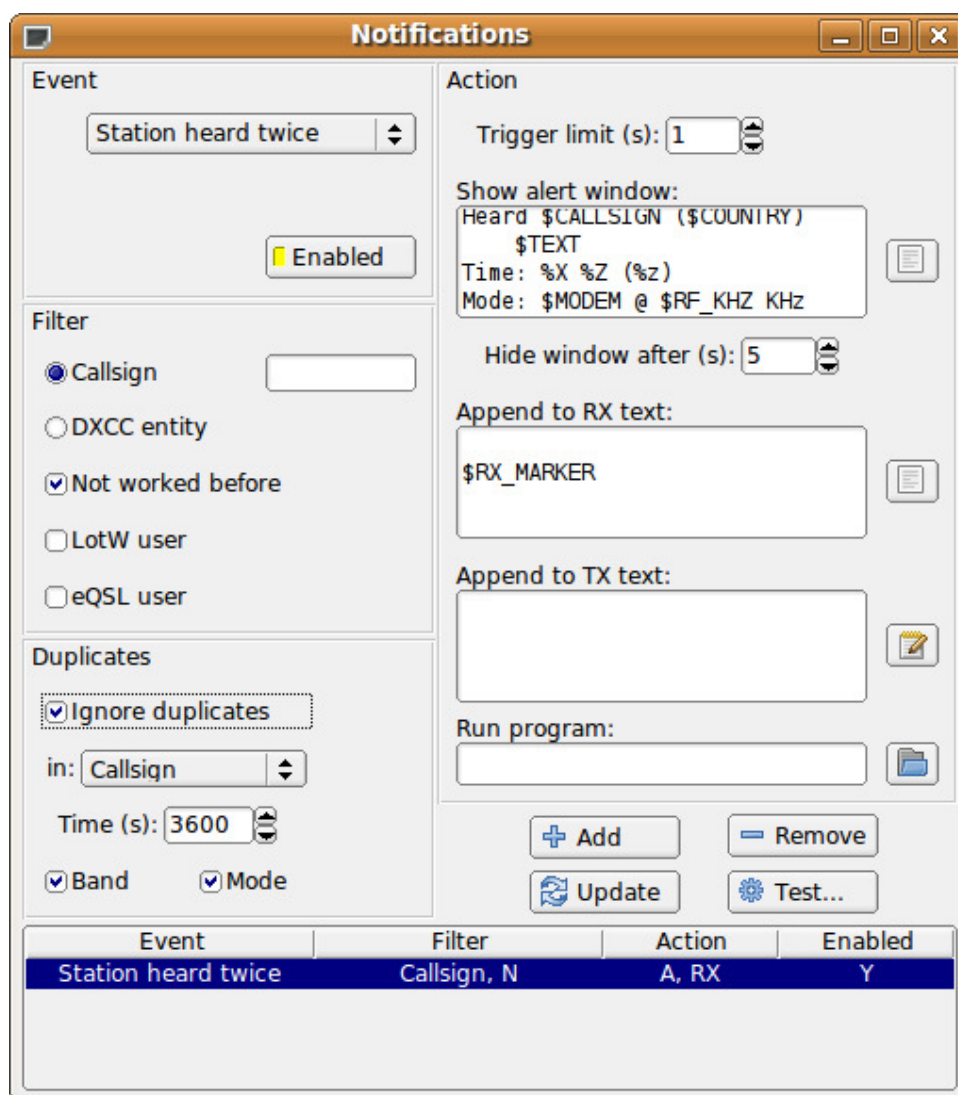 Notifications
Event
Station heard twice
Enabled
Filter
Callsign
DXCC entity
Not worked before
LotW user
eQSL user
Duplicates
Ignore duplicates
in: Callsign
Time (s): 3600
Band Mode
Action
Trigger limit (s): 1
Show alert window:
Heard $CALLSIGN ($COUNTRY)
$TEXT
Time: %X %Z (%z)
Mode: $MODEM @ $RF_KHZ KHz
Hide window after (s): 5
Append to RX text:
$RX_MARKER
Append to TX text:
Run program:
Add Remove
Update Test...
Event Filter Action Enabled
Station heard twice Callsign, N A, RX Y